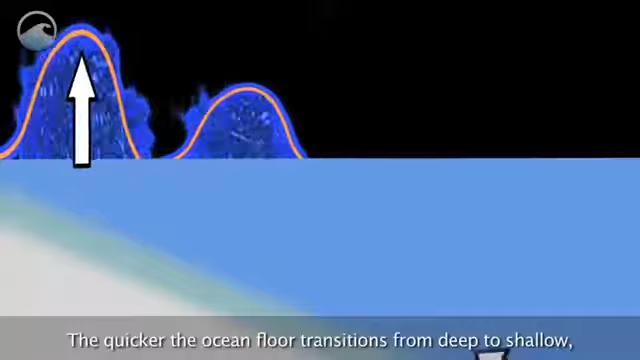 The quicker the ocean floor transitions from deep to shallow,